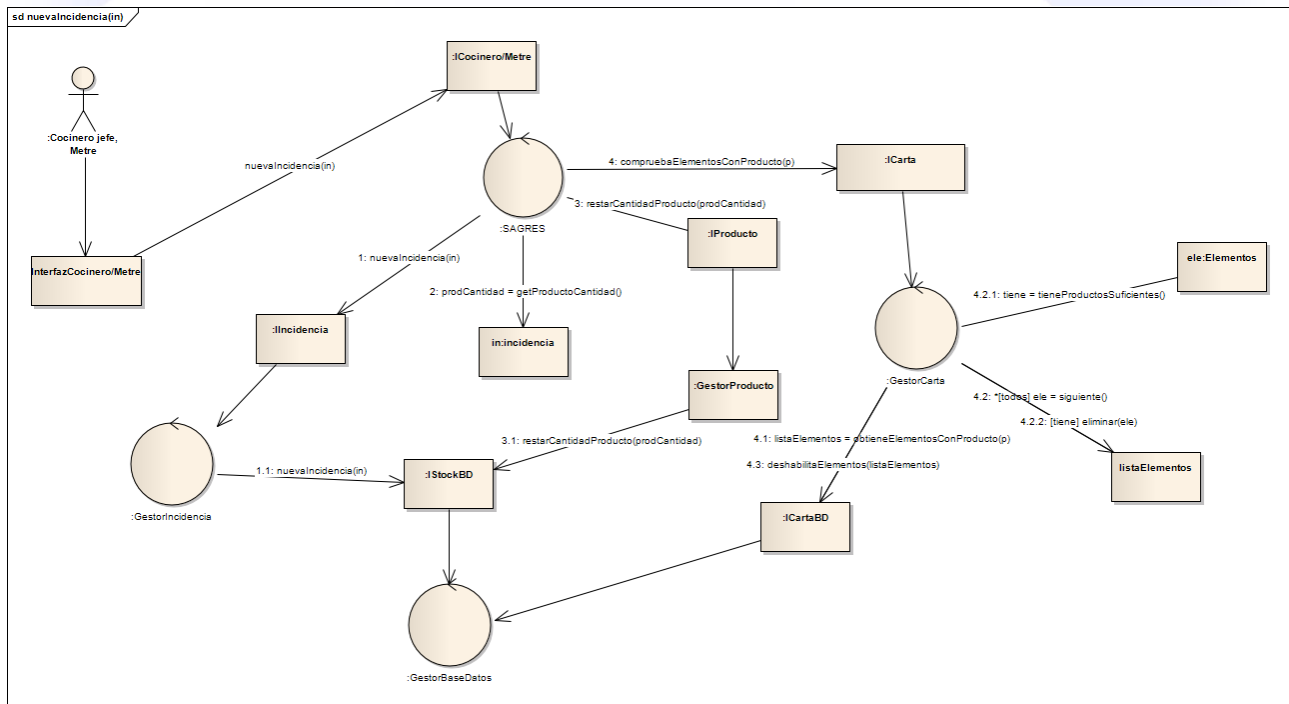 sd nuevaIncidencia(in)
:ICocinero/Metre
:Cocinero jefe,
Metre
nuevaIncidencia(in)
4: compruebaElementosConProducto(p)
:ICarta
3: restarCantidadProducto(prodCantidad)
:SAGRES
:IProducto
1: nuevaIncidencia(in)
InterfazCocinero/Metre
ele:Elementos
2: prodCantidad = getProductoCantidad()
4.2.1: tiene = tieneProductosSuficientes()
:IIncidencia
in:incidencia
:GestorCarta
:GestorProducto
4.2: *[todos] ele = siguiente()
4.2.2: [tiene] eliminar(ele)
3.1: restarCantidadProducto(prodCantidad)
4.1: listaElementos = obtieneElementosConProducto(p)
4.3: deshabilitaElementos(listaElementos)
listaElementos
1.1: nuevaIncidencia(in)
:IStockBD
:GestorIncidencia
:ICartaBD
:GestorBaseDatos